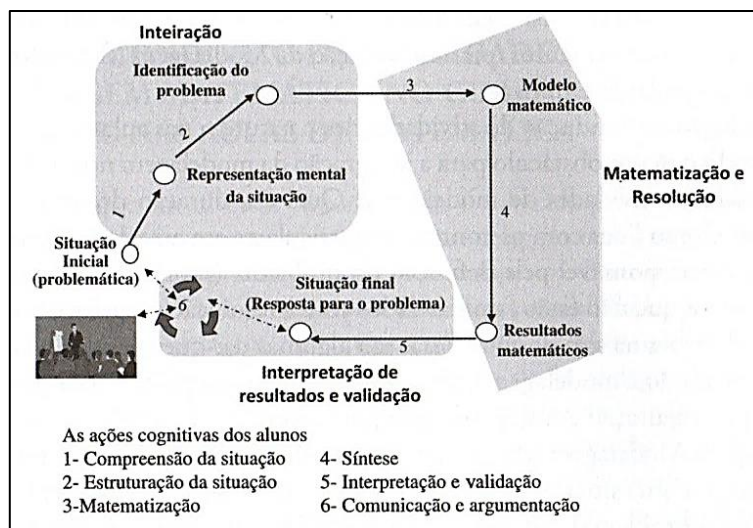 Inteiração
Identificação do
problema
3
Modelo
matemático
2
Representação mental
da situação
Matematização e
Resolução
1
4
Situação
Inicial
(problemática)
Situação final
(Resposta para o problema)
6
5
Resultados
matemáticos
Interpretação de
resultados e validação
As ações cognitivas dos alunos
1- Compreensão da situação
2- Estruturação da situação
3-Matematização
4- Síntese
5- Interpretação e validação
6- Comunicação e argumentação